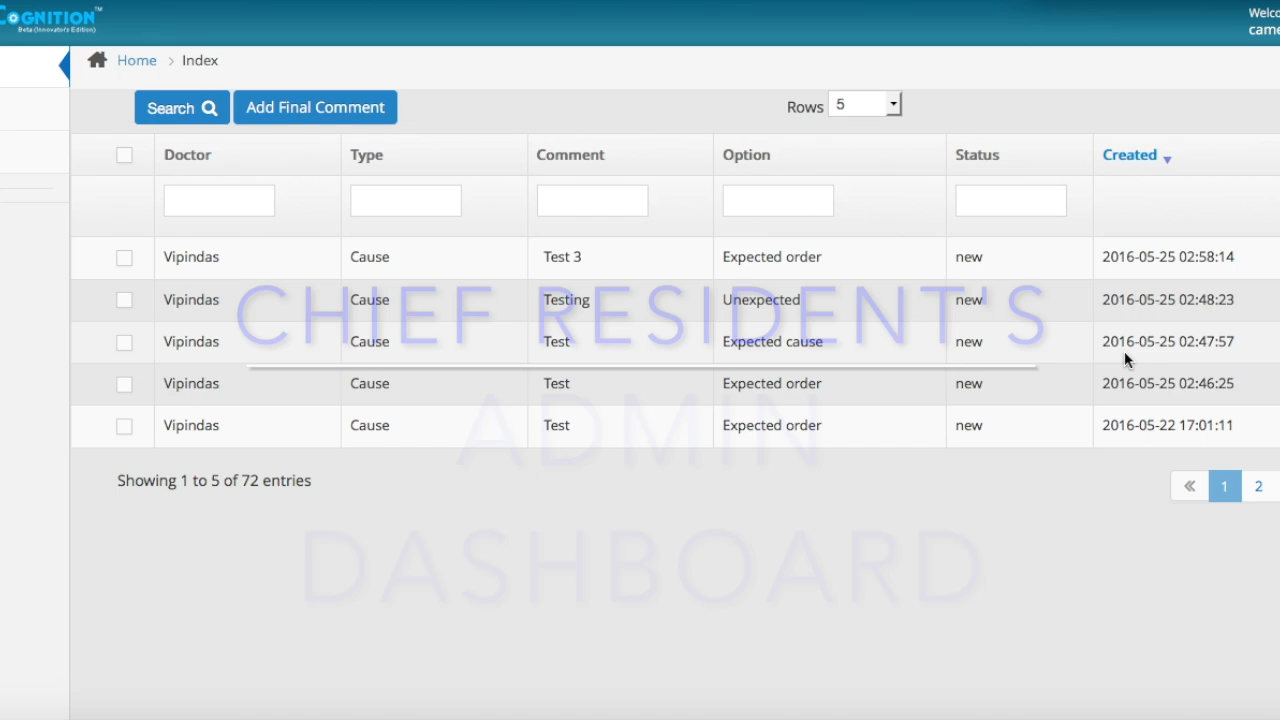 COGNITION™
Beta (Innovator's Edition)
Welco
came
Home > Index
Search
Add Final Comment
Rows 5
Doctor Type Comment Option Status Created
Vipindas Cause Test 3 Expected order new 2016-05-25 02:58:14
Vipindas Cause Testing Unexpected new 2016-05-25 02:48:23
CHIEF RESIDENT'S
Vipindas Cause Test Expected cause new 2016-05-25 02:47:57
Vipindas Cause Test Expected order new 2016-05-25 02:46:25
ADMIN
Vipindas Cause Test Expected order new 2016-05-22 17:01:11
Showing 1 to 5 of 72 entries
« 1 2
DASHBOARD